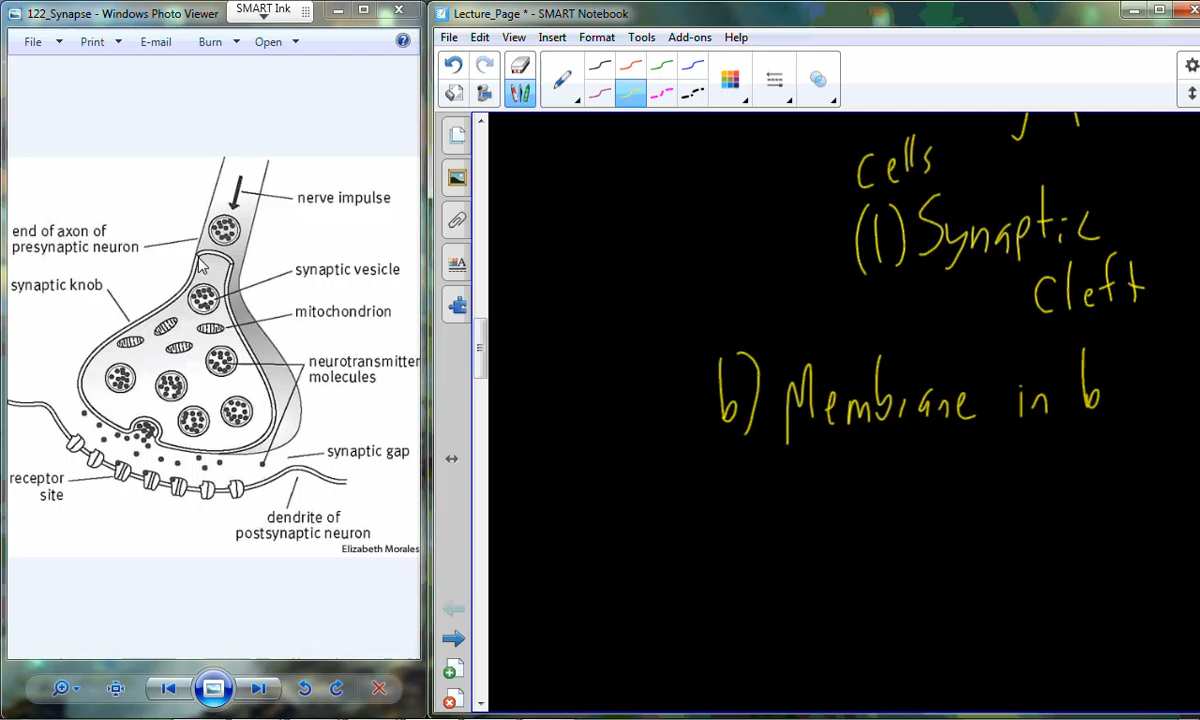 122_Synapse - Windows Photo Viewer
SMART Ink
File
Print
E-mail
Burn
Open
nerve impulse
end of axon of
presynaptic neuron
synaptic vesicle
synaptic knob
mitochondrion
neurotransmitter
molecules
synaptic gap
receptor
site
dendrite of
postsynaptic neuron
Elizabeth Morales
Lecture_Page * - SMART Notebook
File Edit View Insert Format Tools Add-ons Help
Cells
(1) Synaptic
Cleft
b) Membrane in b